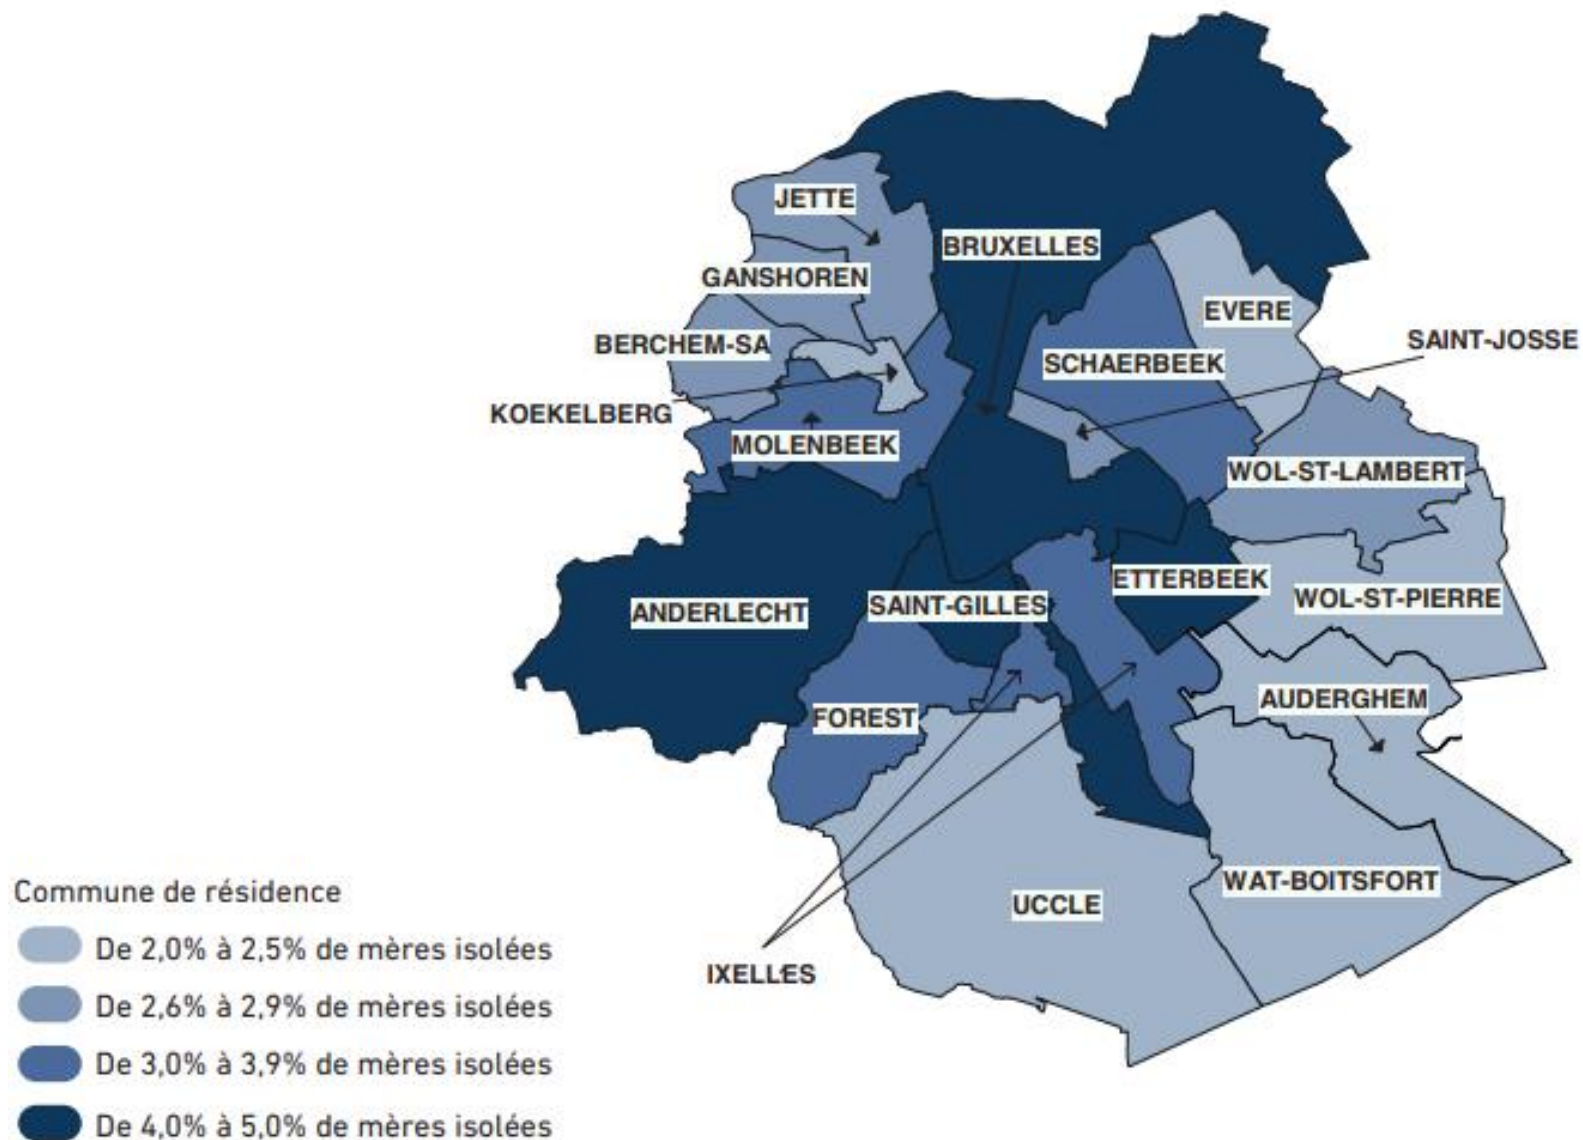 JETTE
BRUXELLES
GANSHOREN
EVERE
SAINT-JOSSE
BERCHEM-SA
SCHAERBEEK
KOEKELBERG
MOLENBEEK
WOL-ST-LAMBERT
ETTERBEEK
WOL-ST-PIERRE
SAINT-GILLES
ANDERLECHT
AUDERGHEM
FOREST
WAT-BOITSFORT
UCCLE
IXELLES
Commune de résidence
De 2,0% à 2,5% de mères isolées
De 2,6% à 2,9% de mères isolées
De 3,0% à 3,9% de mères isolées
De 4,0% à 5,0% de mères isolées